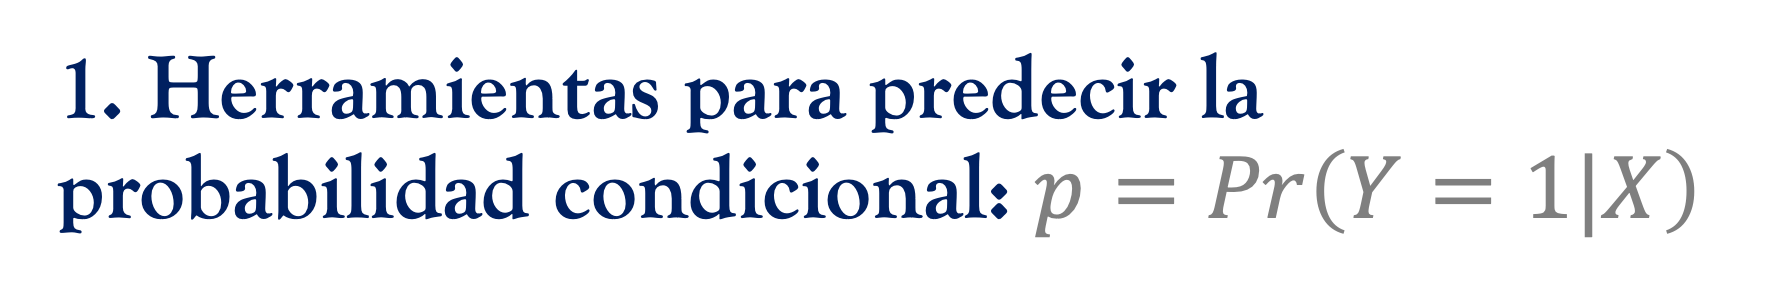 1. Herramientas para predecir la
probabilidad condicional: p = Pr(Y = 1|X)